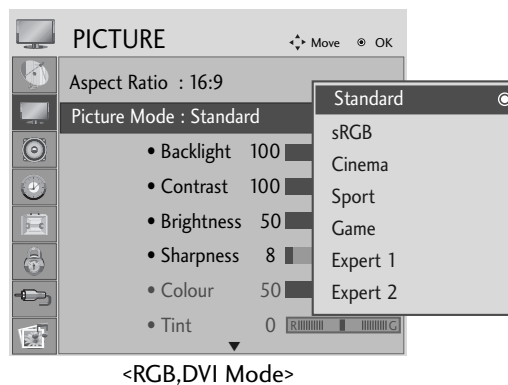 PICTURE
Move OK
Aspect Ratio : 16:9
Picture Mode : Standard
• Backlight 100
• Contrast 100
• Brightness 50
• Sharpness 8
• Colour 50
• Tint 0 R G
Standard
sRGB
Cinema
Sport
Game
Expert 1
Expert 2
<RGB,DVI Mode>